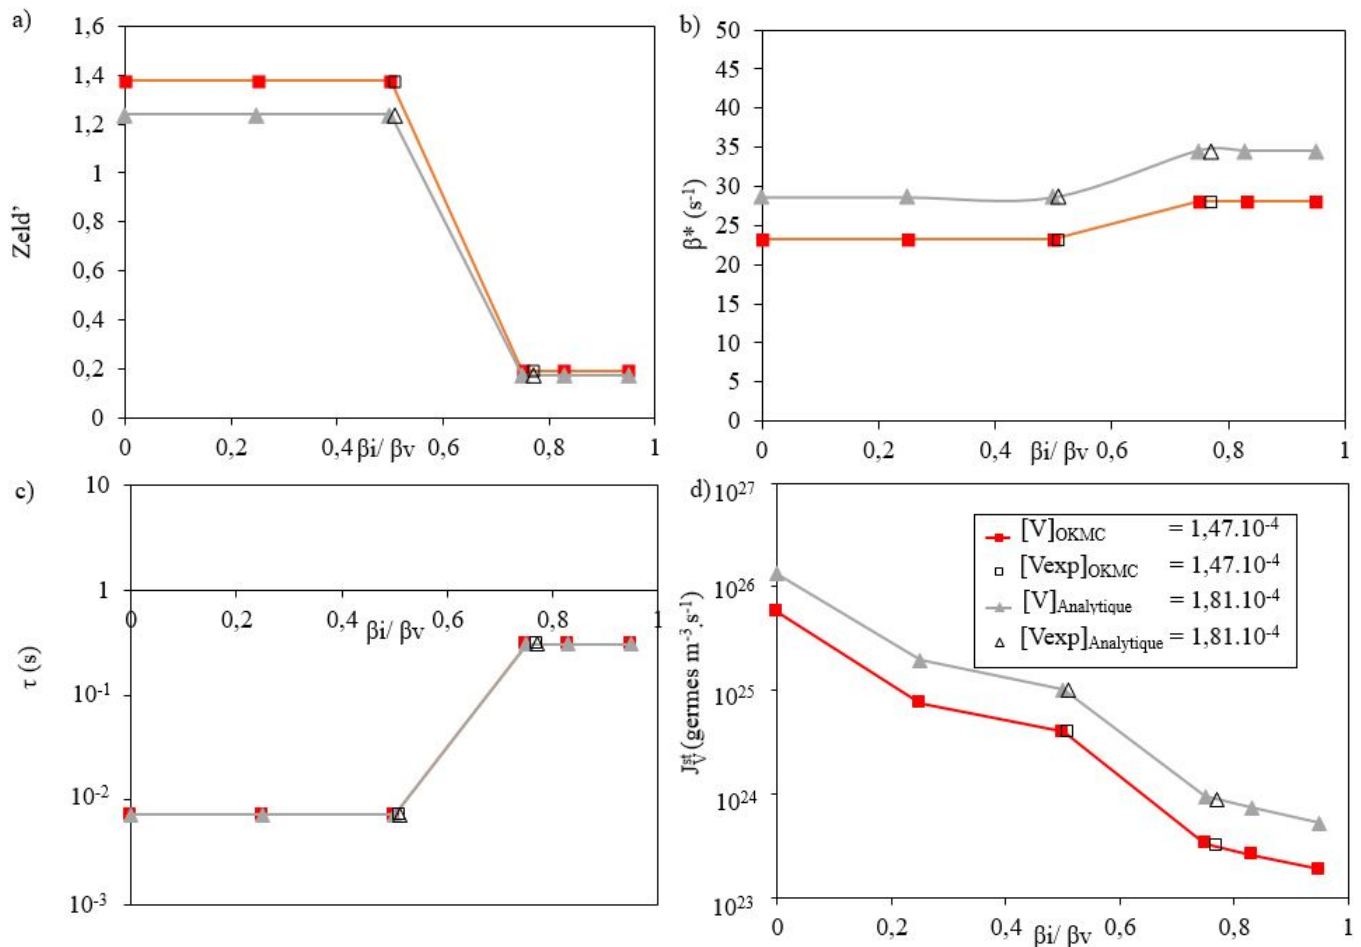 a)
1,6
1,4
1,2
1
0,8
0,6
0,4
0,2
0
Zeld’
0 0,2 0,4 βi/ βv 0,6 0,8 1
b)
50
45
40
35
30
25
20
15
10
5
0
β* (s-1)
0 0,2 0,4 βi/ βv 0,6 0,8 1
c)
10
1
10-1
10-2
10-3
τ (s)
0 0,2 0,4 βi/ βv 0,6 0,8 1
d)
1027
1026
1025
1024
1023
JstV (germes m-3.s-1)
[V]OKMC = 1,47.10-4
[Vexp]OKMC = 1,47.10-4
[V]Analytique = 1,81.10-4
[Vexp]Analytique = 1,81.10-4
0 0,2 0,4 βi/ βv 0,6 0,8 1